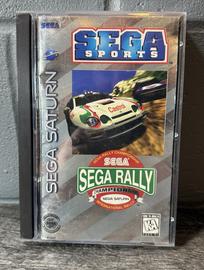 SEGA
SPORTS
SEGA SATURN
Castrol
SEGA
SEGA RALLY
CHAMPIONSHIP
SEGA SATURN